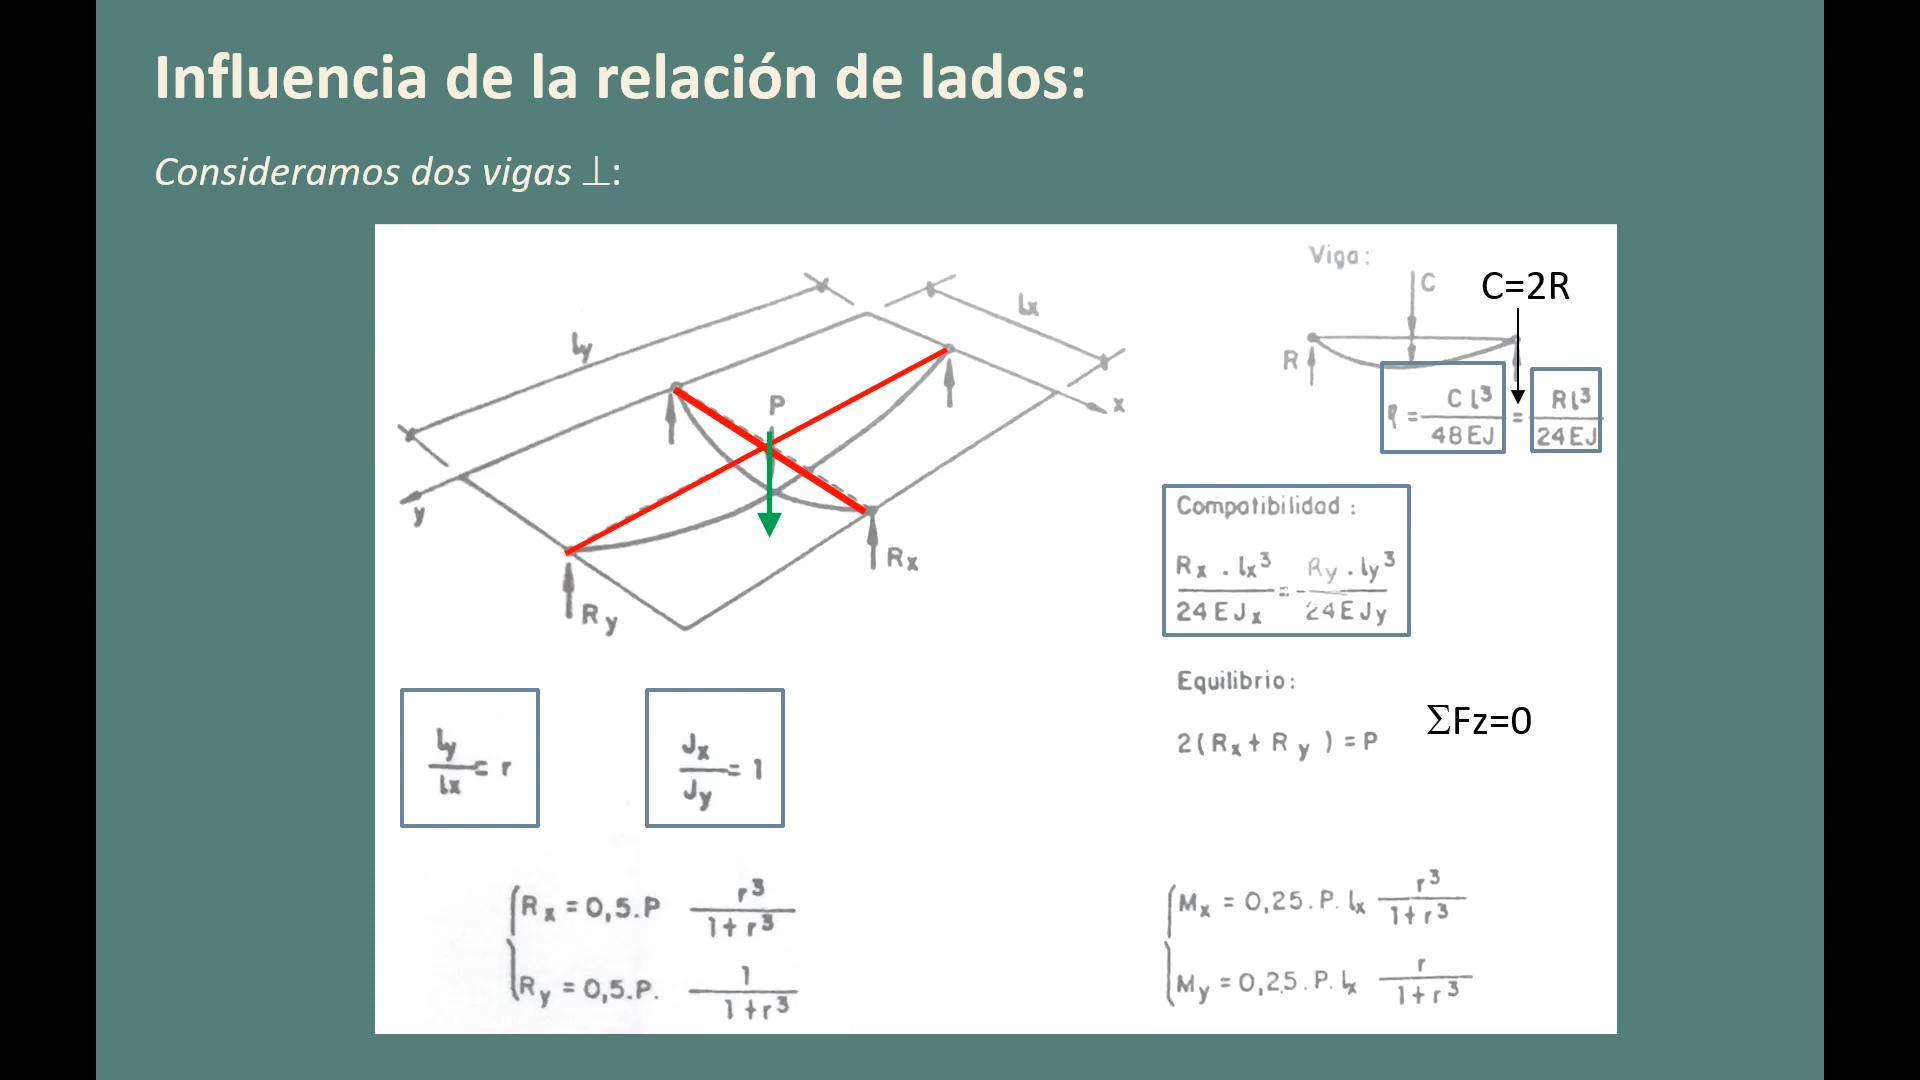 Influencia de la relación de lados:
Consideramos dos vigas ⊥:
Viga:
C
C=2R
R
η = C l³ / 48 EJ = R l³ / 24 EJ
ly
lx
P
x
y
Rx
Ry
Compatibilidad :
Rx . lx³ / 24 E Jx = Ry . ly³ / 24 E Jy
Equilibrio:
2 ( Rx + Ry ) = P
ΣFz=0
ly / lx = r
Jx / Jy = 1
Rx = 0,5.P r³ / 1+ r³
Ry = 0,5.P. 1 / 1+r³
Mx = 0,25. P. lx r³ / 1+ r³
My = 0,25. P. lx r / 1+ r³